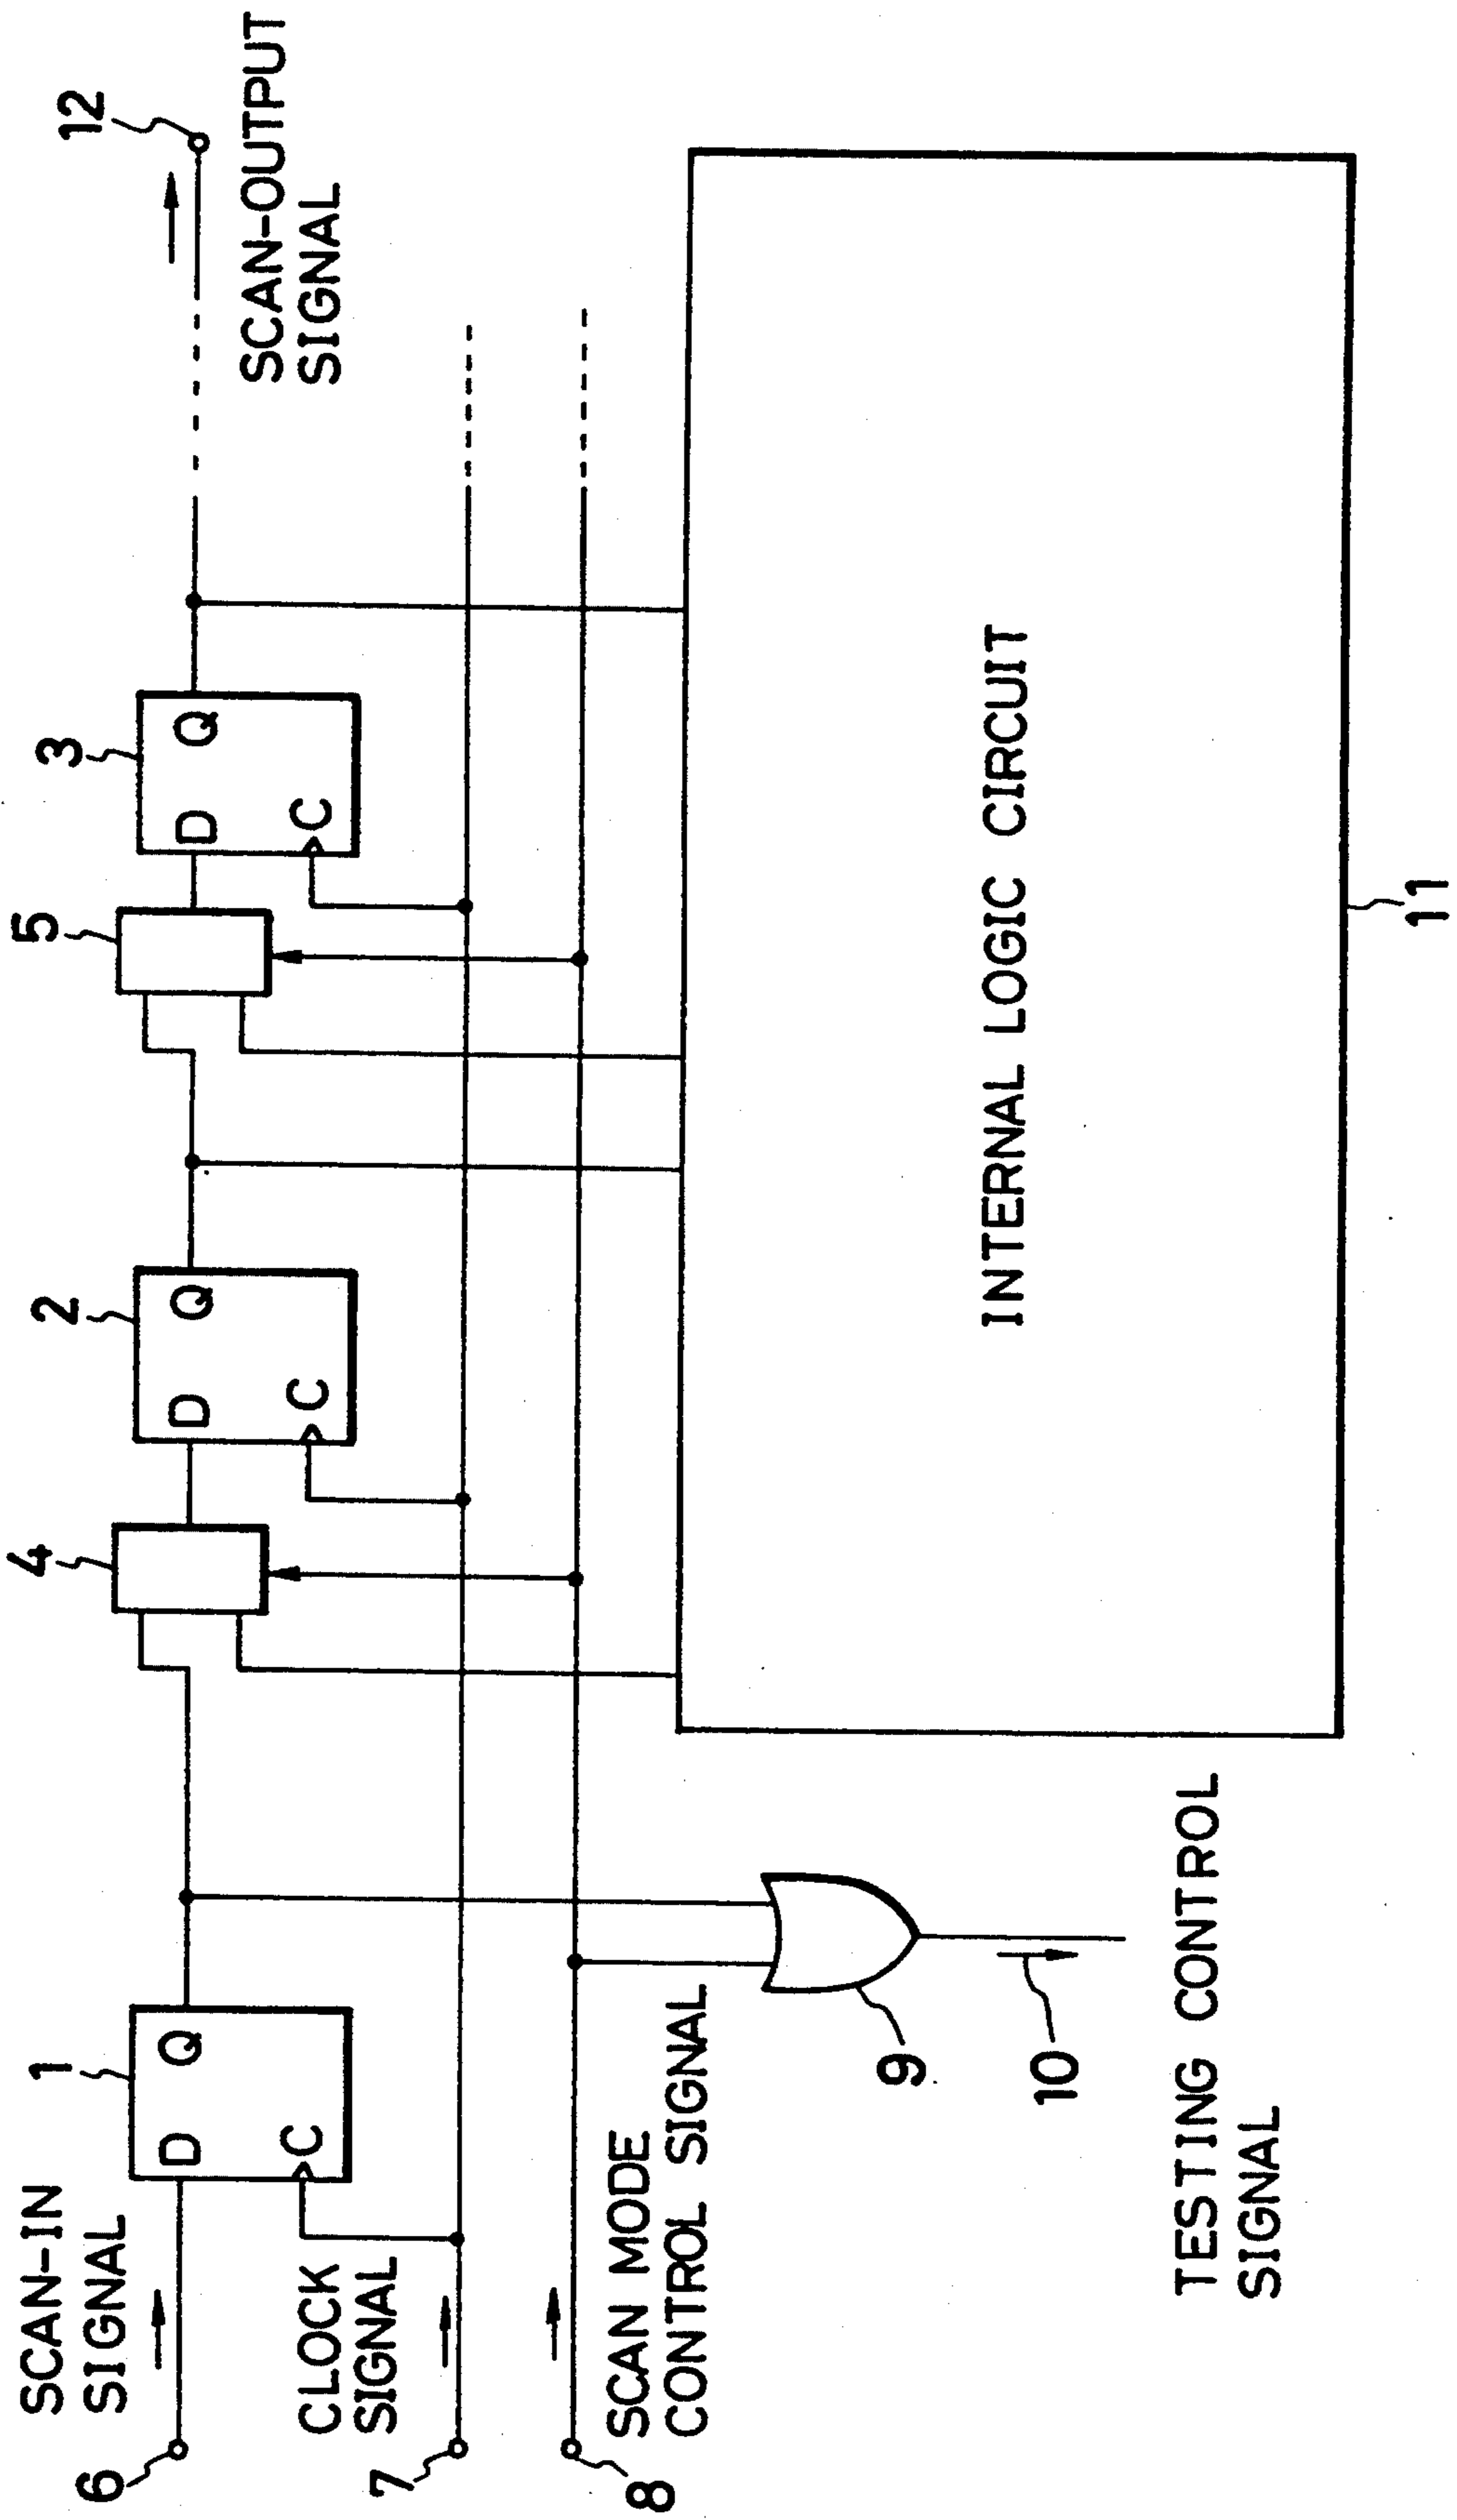 12
SCAN-OUTPUT
SIGNAL
3
D
Q
C
5
2
D
Q
C
4
1
D
Q
C
SCAN-IN
SIGNAL
6
CLOCK
SIGNAL
7
SCAN MODE
CONTROL SIGNAL
8
9
10
TESTING CONTROL
SIGNAL
INTERNAL LOGIC CIRCUIT
11